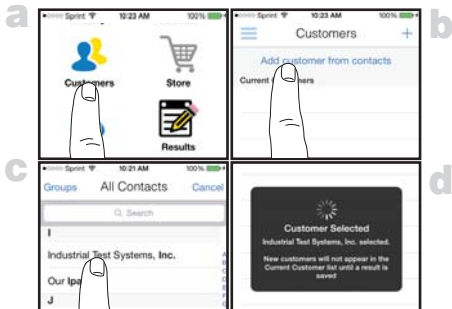 a
Sprint 10:23 AM 100%
Customers Store
Results
b
Sprint 10:23 AM 100%
Customers +
Add customer from contacts
Current
c
Sprint 10:21 AM 100%
Groups All Contacts Cancel
Search
I
Industrial Test Systems, Inc.
Our
J
d
Customer Selected
Industrial Test Systems, Inc. selected.
New customers will not appear in the
Current Customer list until a result is
saved